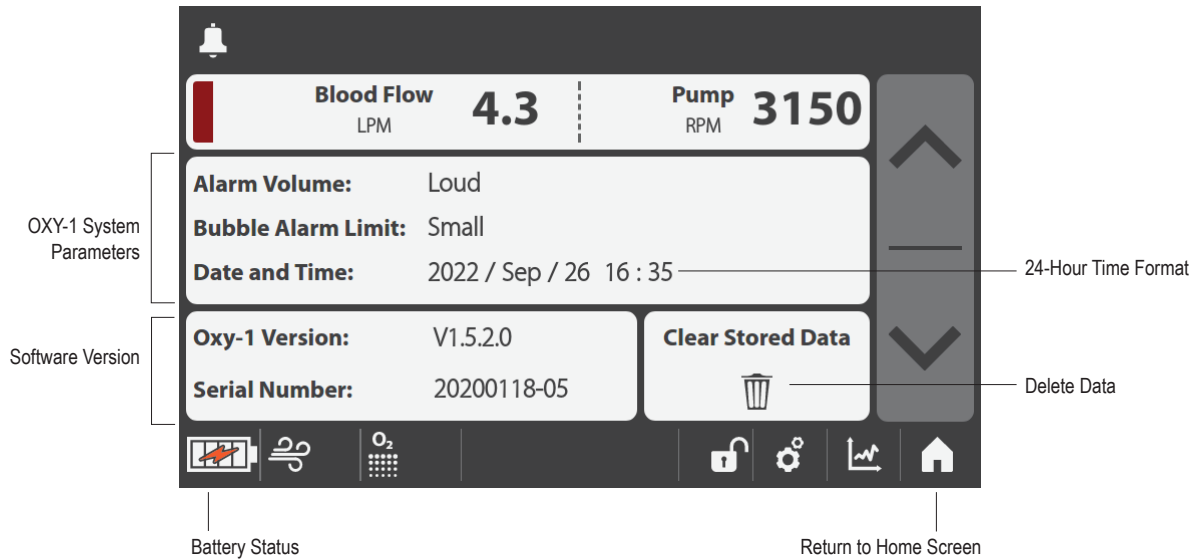 Blood Flow
LPM
4.3
Pump
RPM
3150
OXY-1 System
Parameters
Alarm Volume: Loud
Bubble Alarm Limit: Small
Date and Time: 2022 / Sep / 26 16 : 35
24-Hour Time Format
Software Version
Oxy-1 Version: V1.5.2.0
Serial Number: 20200118-05
Clear Stored Data
Delete Data
O₂
Battery Status
Return to Home Screen